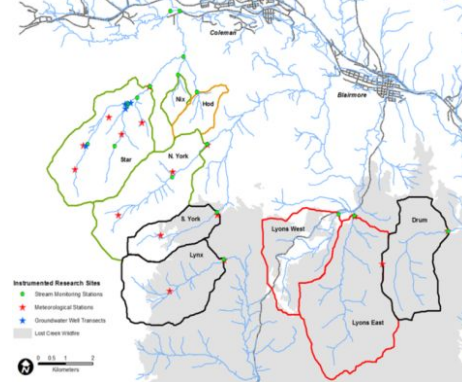 Coleman
Blairmore
Nix
Hod
Star
N. York
S. York
Lynx
Lyons West
Drum
Lyons East
Instrumented Research Sites
Stream Monitoring Stations
Meteorological Stations
Groundwater Well Transects
Lost Creek Wildfire
0 0.5 1 2
Kilometers
N